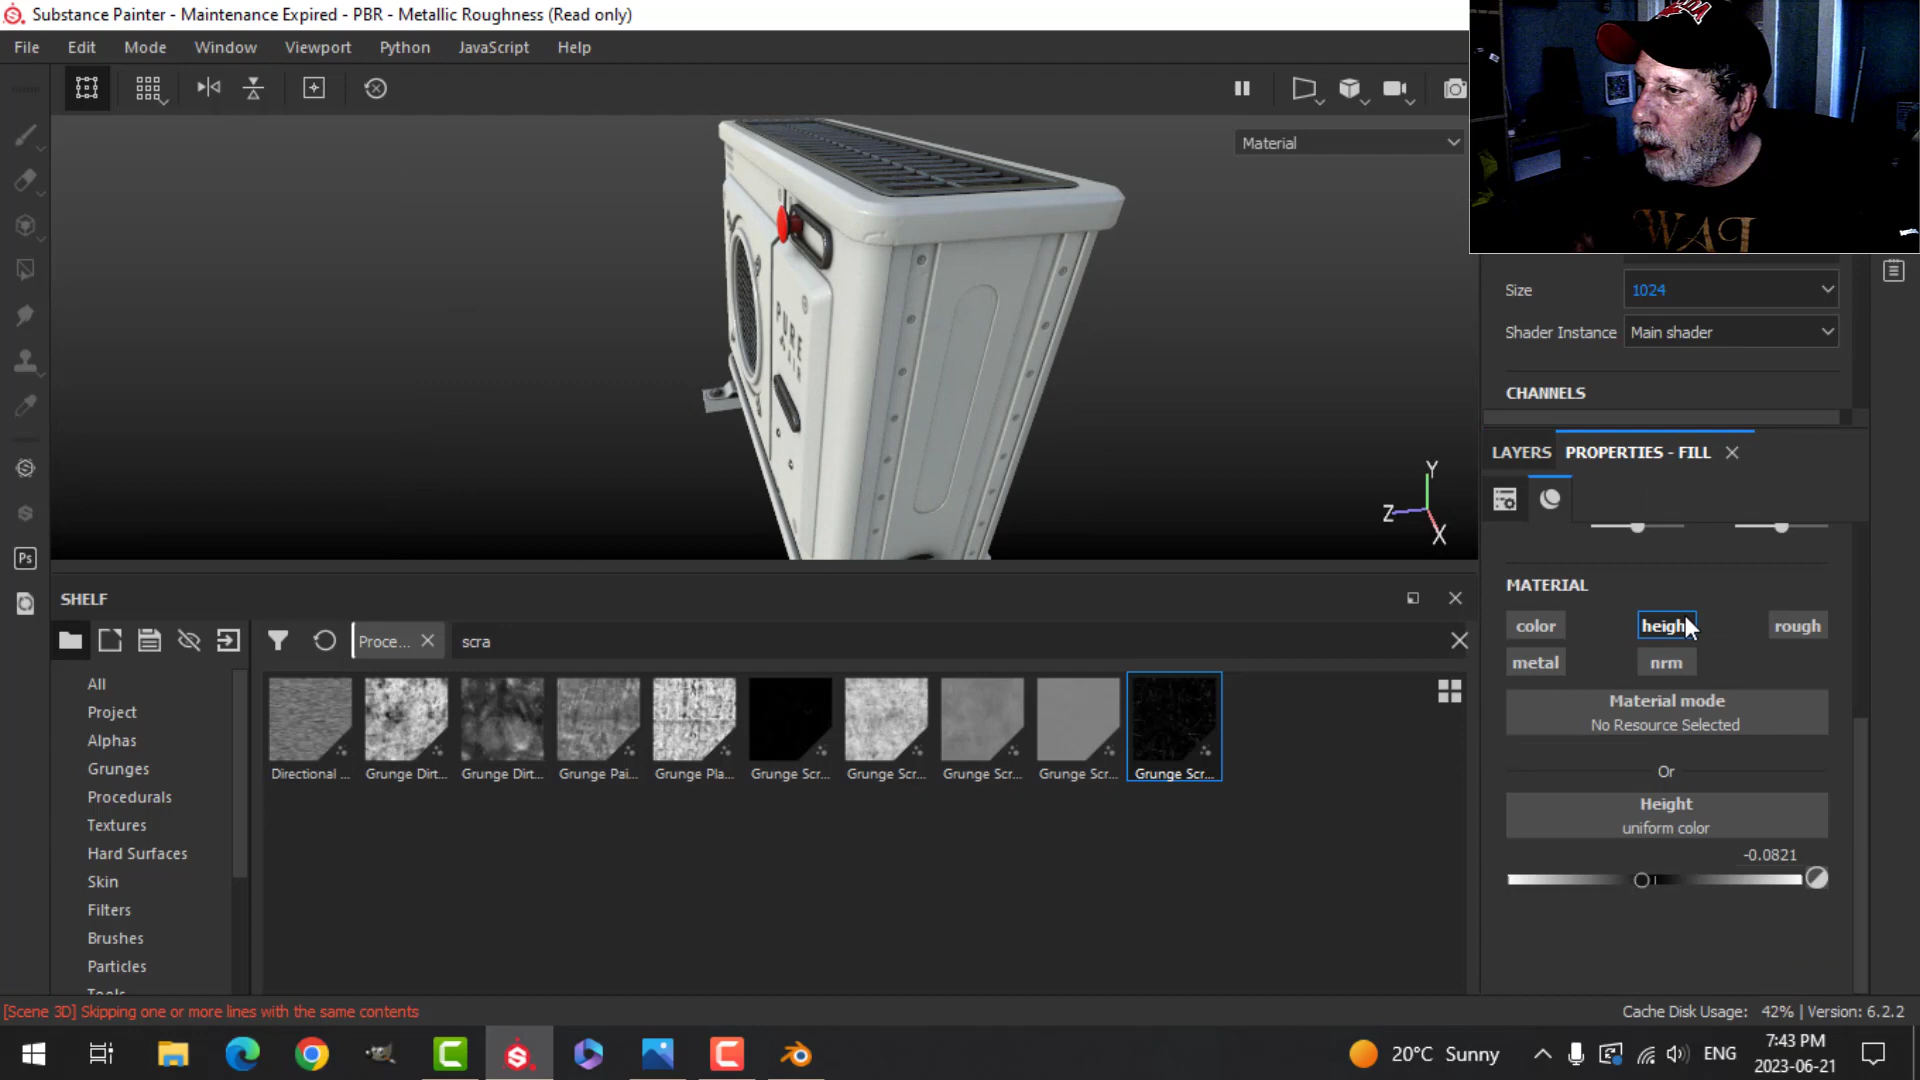 Substance Painter - Maintenance Expired - PBR - Metallic Roughness (Read only)
File Edit Mode Window Viewport Python JavaScript Help
Material
PURE
AIR
Y
Z
X
Size 1024
Shader Instance Main shader
CHANNELS
LAYERS PROPERTIES - FILL
MATERIAL
color height rough
metal nrm
Material mode
No Resource Selected
Or
Height
uniform color
-0.0821
Ps
SHELF
Proce... scra
All
Project
Alphas
Grunges
Procedurals
Textures
Hard Surfaces
Skin
Filters
Brushes
Particles
Tools
Directional ... Grunge Dirt... Grunge Dirt... Grunge Pai... Grunge Pla... Grunge Scr... Grunge Scr... Grunge Scr... Grunge Scr... Grunge Scr...
[Scene 3D] Skipping one or more lines with the same contents
Cache Disk Usage: 42% | Version: 6.2.2
20°C Sunny
ENG
7:43 PM
2023-06-21